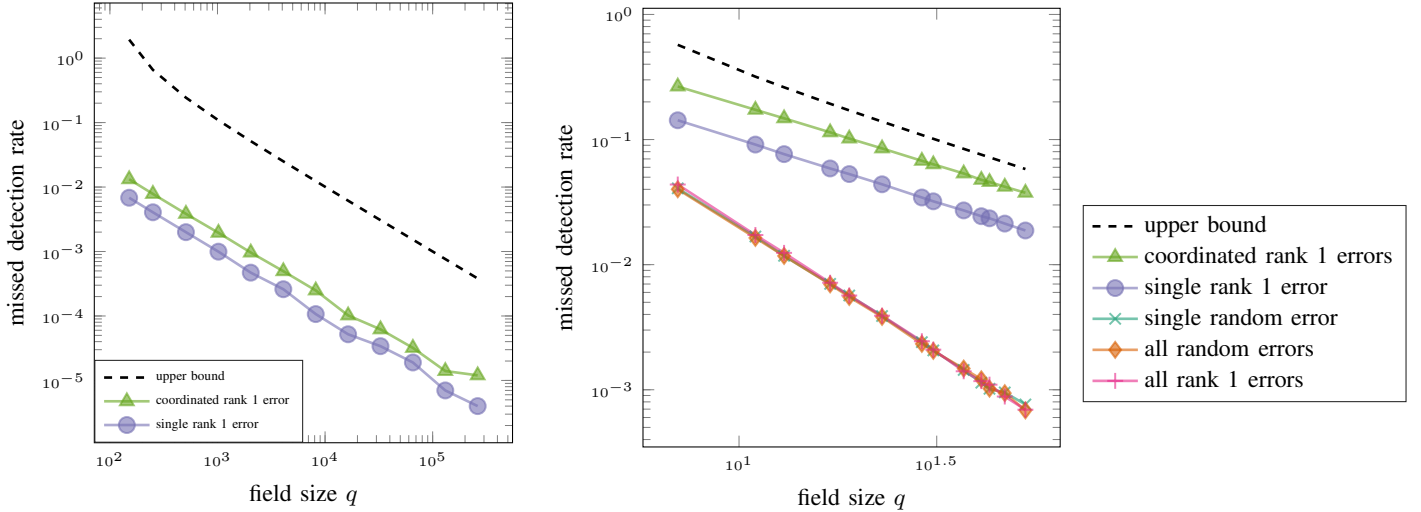 missed detection rate
10^0
10^-1
10^-2
10^-3
10^-4
10^-5
upper bound
coordinated rank 1 error
single rank 1 error
10^2
10^3
10^4
10^5
field size q
missed detection rate
10^0
10^-1
10^-2
10^-3
10^1
10^1.5
field size q
upper bound
coordinated rank 1 errors
single rank 1 error
single random error
all random errors
all rank 1 errors